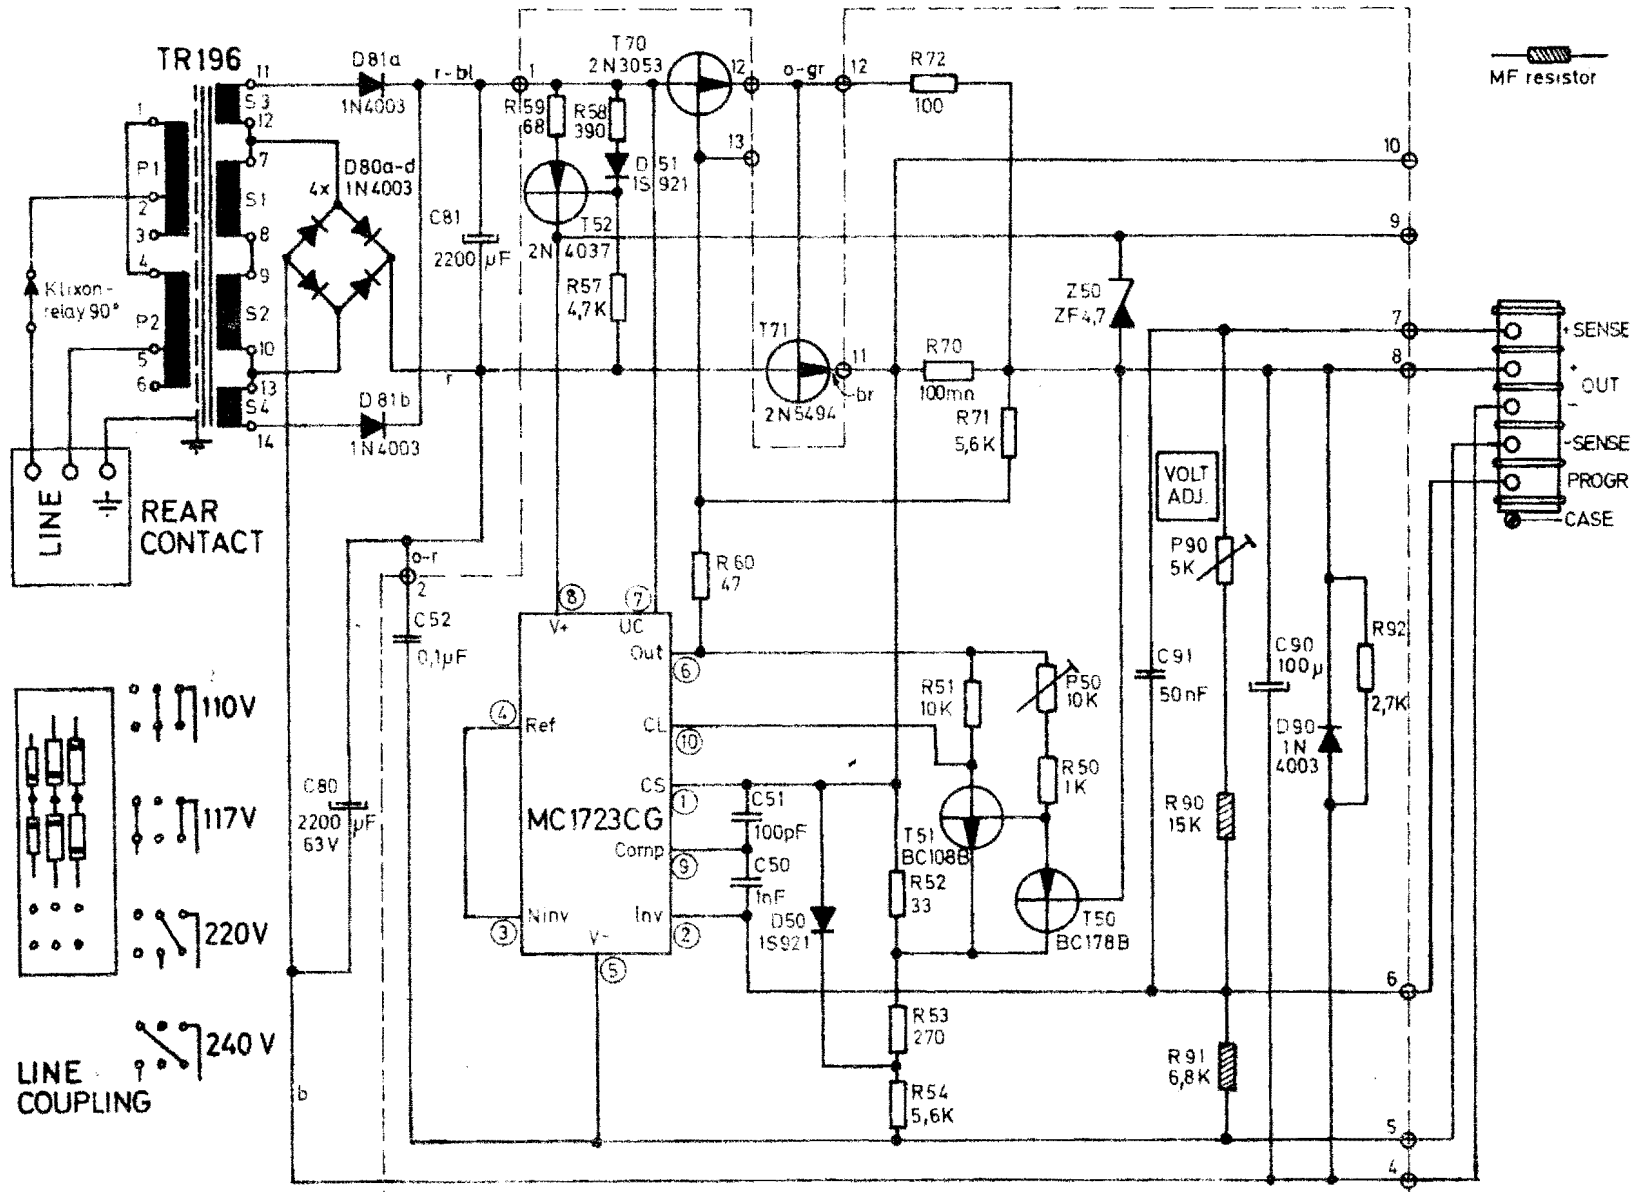 TR196
11
S3
12
7
S1
8
9
S2
10
13
S4
14
1
P1
2
3
4
P2
5
6
Klixon-
relay 90°
LINE
REAR
CONTACT
D81a
1N4003
r-bl
D80a-d
4x 1N4003
D81b
1N4003
r
C81
2200 µF
1
R59
68
R58
390
D51
1S921
T52
2N 4037
R57
4,7K
T70
2N3053
12
13
o-gr
12
R72
100
T71
2N5494
11
br
R70
100mn
R71
5,6K
R60
47
o-r
2
C52
0,1µF
C80
2200 µF
63V
b
MC1723CG
8
V+
7
UC
Out
6
4
Ref
CL
10
CS
1
Comp
9
3
Ninv
Inv
2
V-
5
C51
100pF
C50
1nF
D50
1S921
R51
10K
P50
10K
R50
1K
T51
BC108B
T50
BC178B
R52
33
R53
270
R54
5,6K
Z50
ZF4,7
VOLT
ADJ.
P90
5K
C91
50nF
R90
15K
R91
6,8K
C90
100µ
D90
1N
4003
R92
2,7K
10
9
7
8
6
5
4
+SENSE
+
OUT
-
-SENSE
PROGR
CASE
MF resistor
110V
117V
220V
240V
LINE
COUPLING